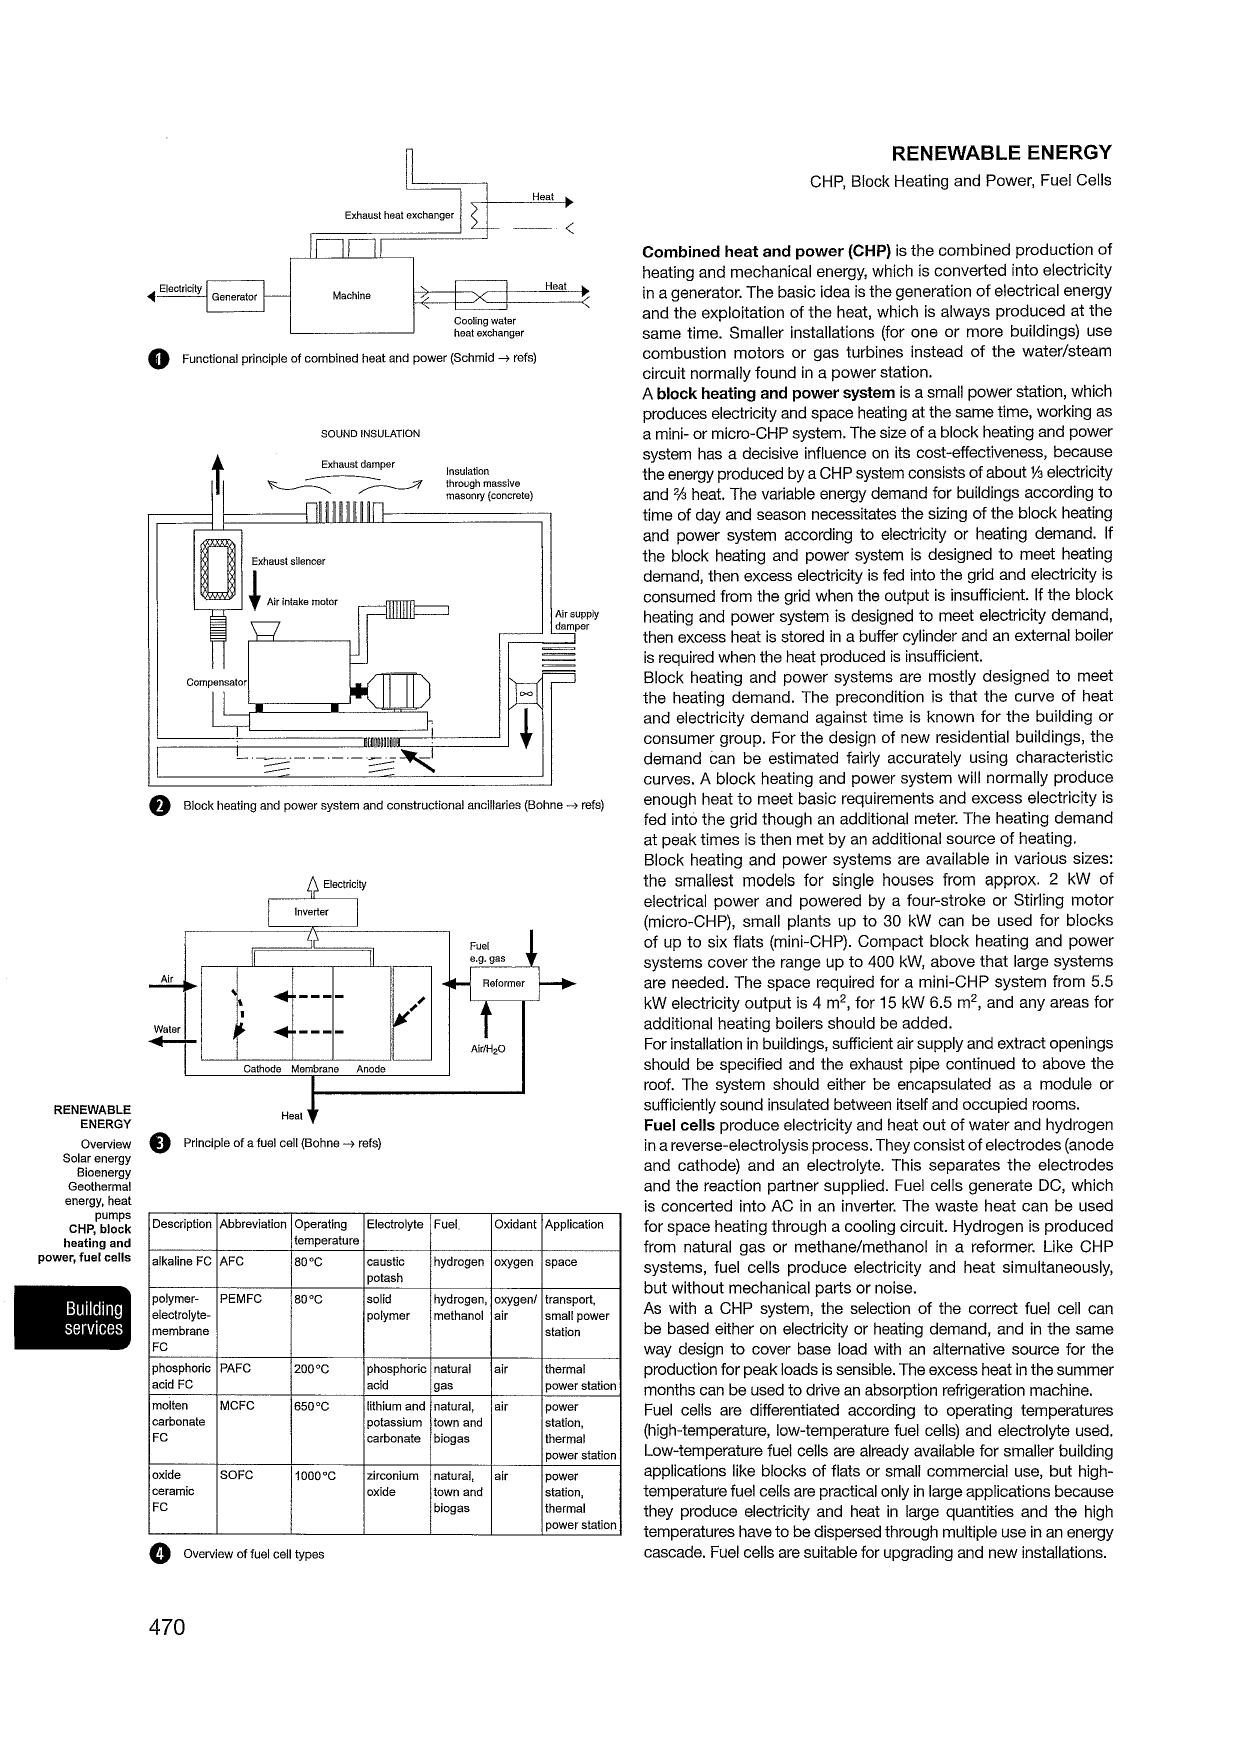 RENEWABLE ENERGY
CHP, Block Heating and Power, Fuel Cells
Heat
Exhaust heat exchanger
Electricity
Generator
Machine
Heat
Cooling water
heat exchanger
1 Functional principle of combined heat and power (Schmid → refs)
SOUND INSULATION
Exhaust damper
Insulation
through massive
masonry (concrete)
Exhaust silencer
Air intake motor
Air supply
damper
Compensator
2 Block heating and power system and constructional ancillaries (Bohne → refs)
Electricity
Inverter
Fuel
e.g. gas
Air
Reformer
Water
Air/H₂O
Cathode Membrane Anode
Heat
3 Principle of a fuel cell (Bohne → refs)
RENEWABLE
ENERGY
Overview
Solar energy
Bioenergy
Geothermal
energy, heat
pumps
CHP, block
heating and
power, fuel cells
Building
services
Description Abbreviation Operating Electrolyte Fuel. Oxidant Application
temperature
alkaline FC AFC 80°C caustic hydrogen oxygen space
potash
polymer- PEMFC 80°C solid hydrogen, oxygen/ transport,
electrolyte- polymer methanol air small power
membrane station
FC
phosphoric PAFC 200°C phosphoric natural air thermal
acid FC acid gas power station
molten MCFC 650°C lithium and natural, air power
carbonate potassium town and station,
FC carbonate biogas thermal
power station
oxide SOFC 1000°C zirconium natural, air power
ceramic oxide town and station,
FC biogas thermal
power station
4 Overview of fuel cell types
Combined heat and power (CHP) is the combined production of
heating and mechanical energy, which is converted into electricity
in a generator. The basic idea is the generation of electrical energy
and the exploitation of the heat, which is always produced at the
same time. Smaller installations (for one or more buildings) use
combustion motors or gas turbines instead of the water/steam
circuit normally found in a power station.
A block heating and power system is a small power station, which
produces electricity and space heating at the same time, working as
a mini- or micro-CHP system. The size of a block heating and power
system has a decisive influence on its cost-effectiveness, because
the energy produced by a CHP system consists of about ⅓ electricity
and ⅔ heat. The variable energy demand for buildings according to
time of day and season necessitates the sizing of the block heating
and power system according to electricity or heating demand. If
the block heating and power system is designed to meet heating
demand, then excess electricity is fed into the grid and electricity is
consumed from the grid when the output is insufficient. If the block
heating and power system is designed to meet electricity demand,
then excess heat is stored in a buffer cylinder and an external boiler
is required when the heat produced is insufficient.
Block heating and power systems are mostly designed to meet
the heating demand. The precondition is that the curve of heat
and electricity demand against time is known for the building or
consumer group. For the design of new residential buildings, the
demand can be estimated fairly accurately using characteristic
curves. A block heating and power system will normally produce
enough heat to meet basic requirements and excess electricity is
fed into the grid though an additional meter. The heating demand
at peak times is then met by an additional source of heating.
Block heating and power systems are available in various sizes:
the smallest models for single houses from approx. 2 kW of
electrical power and powered by a four-stroke or Stirling motor
(micro-CHP), small plants up to 30 kW can be used for blocks
of up to six flats (mini-CHP). Compact block heating and power
systems cover the range up to 400 kW, above that large systems
are needed. The space required for a mini-CHP system from 5.5
kW electricity output is 4 m², for 15 kW 6.5 m², and any areas for
additional heating boilers should be added.
For installation in buildings, sufficient air supply and extract openings
should be specified and the exhaust pipe continued to above the
roof. The system should either be encapsulated as a module or
sufficiently sound insulated between itself and occupied rooms.
Fuel cells produce electricity and heat out of water and hydrogen
in a reverse-electrolysis process. They consist of electrodes (anode
and cathode) and an electrolyte. This separates the electrodes
and the reaction partner supplied. Fuel cells generate DC, which
is concerted into AC in an inverter. The waste heat can be used
for space heating through a cooling circuit. Hydrogen is produced
from natural gas or methane/methanol in a reformer. Like CHP
systems, fuel cells produce electricity and heat simultaneously,
but without mechanical parts or noise.
As with a CHP system, the selection of the correct fuel cell can
be based either on electricity or heating demand, and in the same
way design to cover base load with an alternative source for the
production for peak loads is sensible. The excess heat in the summer
months can be used to drive an absorption refrigeration machine.
Fuel cells are differentiated according to operating temperatures
(high-temperature, low-temperature fuel cells) and electrolyte used.
Low-temperature fuel cells are already available for smaller building
applications like blocks of flats or small commercial use, but high-
temperature fuel cells are practical only in large applications because
they produce electricity and heat in large quantities and the high
temperatures have to be dispersed through multiple use in an energy
cascade. Fuel cells are suitable for upgrading and new installations.
470